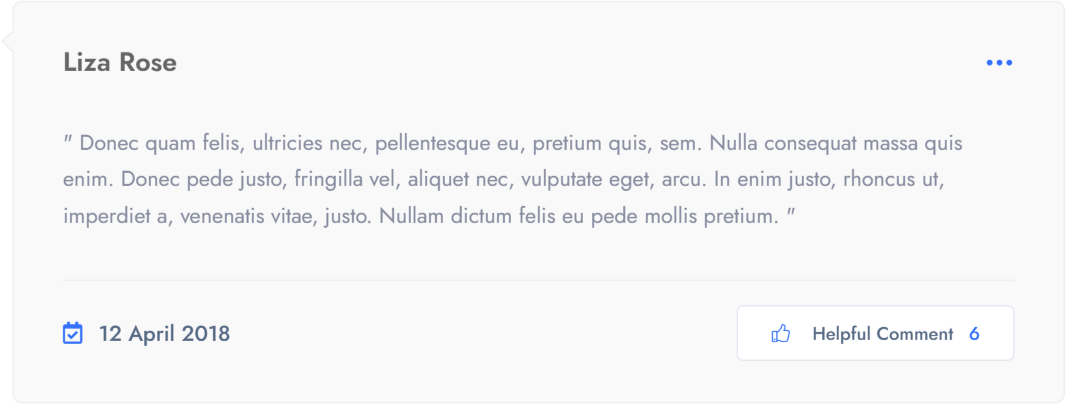 Liza Rose
" Donec quam felis, ultricies nec, pellentesque eu, pretium quis, sem. Nulla consequat massa quis
enim. Donec pede justo, fringilla vel, aliquet nec, vulputate eget, arcu. In enim justo, rhoncus ut,
imperdiet a, venenatis vitae, justo. Nullam dictum felis eu pede mollis pretium. "
12 April 2018
Helpful Comment 6